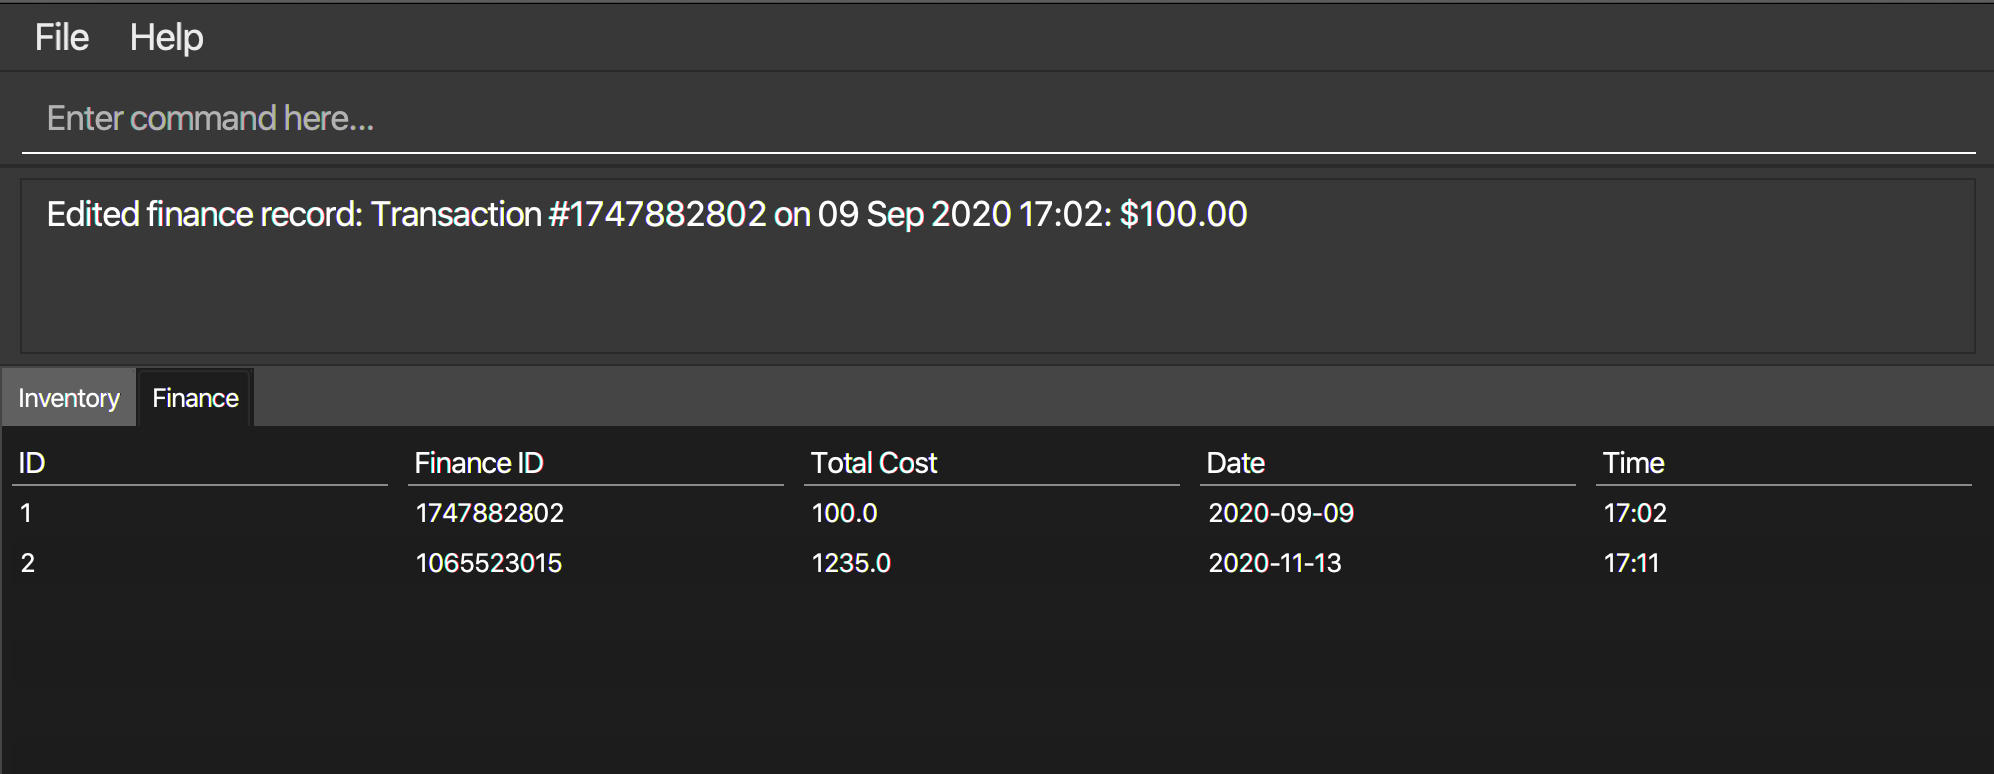 File Help
Enter command here...
Edited finance record: Transaction #1747882802 on 09 Sep 2020 17:02: $100.00
Inventory Finance
ID Finance ID Total Cost Date Time
1 1747882802 100.0 2020-09-09 17:02
2 1065523015 1235.0 2020-11-13 17:11